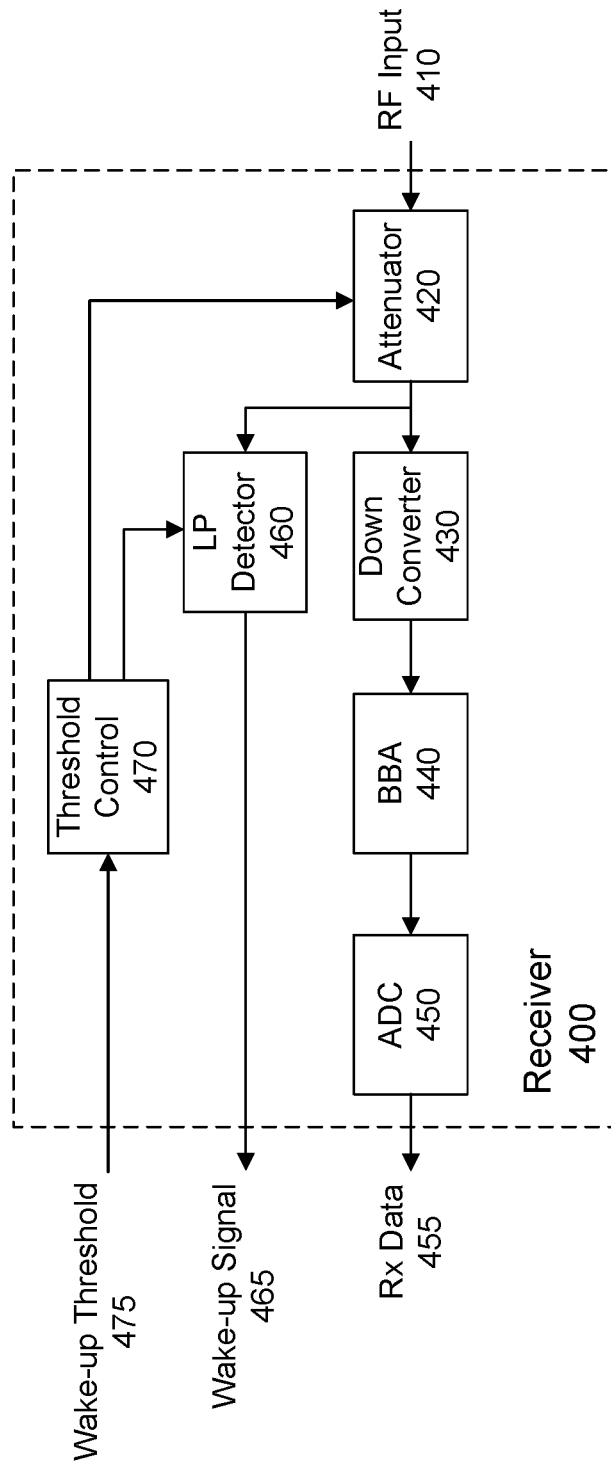 Wake-up Threshold
475
Wake-up Signal
465
Rx Data
455
Threshold
Control
470
LP
Detector
460
ADC
450
BBA
440
Down
Converter
430
Attenuator
420
RF Input
410
Receiver
400